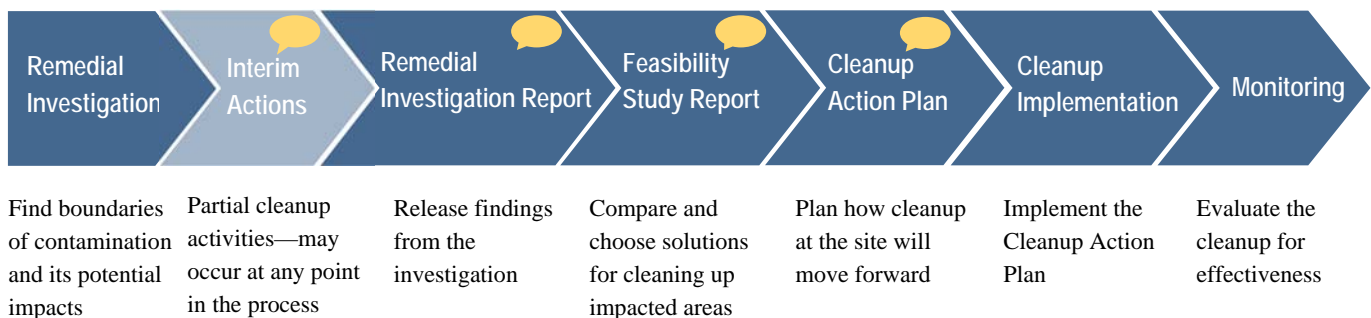 Remedial
Investigation
Interim
Actions
Remedial
Investigation Report
Feasibility
Study Report
Cleanup
Action Plan
Cleanup
Implementation
Monitoring
Find boundaries
of contamination
and its potential
impacts
Partial cleanup
activities—may
occur at any point
in the process
Release findings
from the
investigation
Compare and
choose solutions
for cleaning up
impacted areas
Plan how cleanup
at the site will
move forward
Implement the
Cleanup Action
Plan
Evaluate the
cleanup for
effectiveness